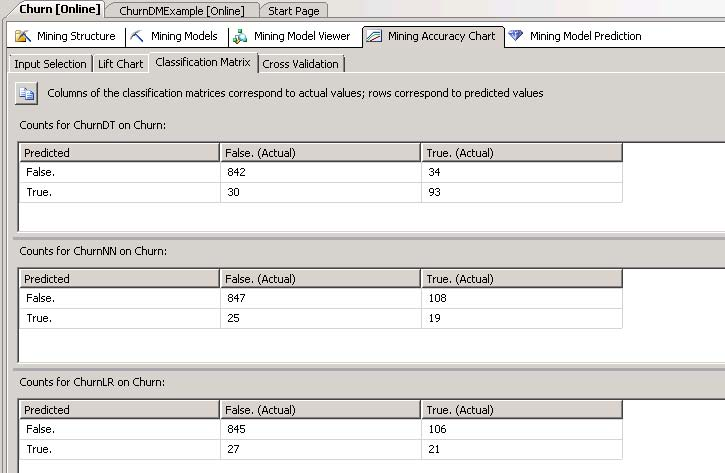 Churn [Online] ChurnDMExample [Online] Start Page
Mining Structure Mining Models Mining Model Viewer Mining Accuracy Chart Mining Model Prediction
Input Selection Lift Chart Classification Matrix Cross Validation
Columns of the classification matrices correspond to actual values; rows correspond to predicted values
Counts for ChurnDT on Churn:
Predicted False. (Actual) True. (Actual)
False. 842 34
True. 30 93
Counts for ChurnNN on Churn:
Predicted False. (Actual) True. (Actual)
False. 847 108
True. 25 19
Counts for ChurnLR on Churn:
Predicted False. (Actual) True. (Actual)
False. 845 106
True. 27 21